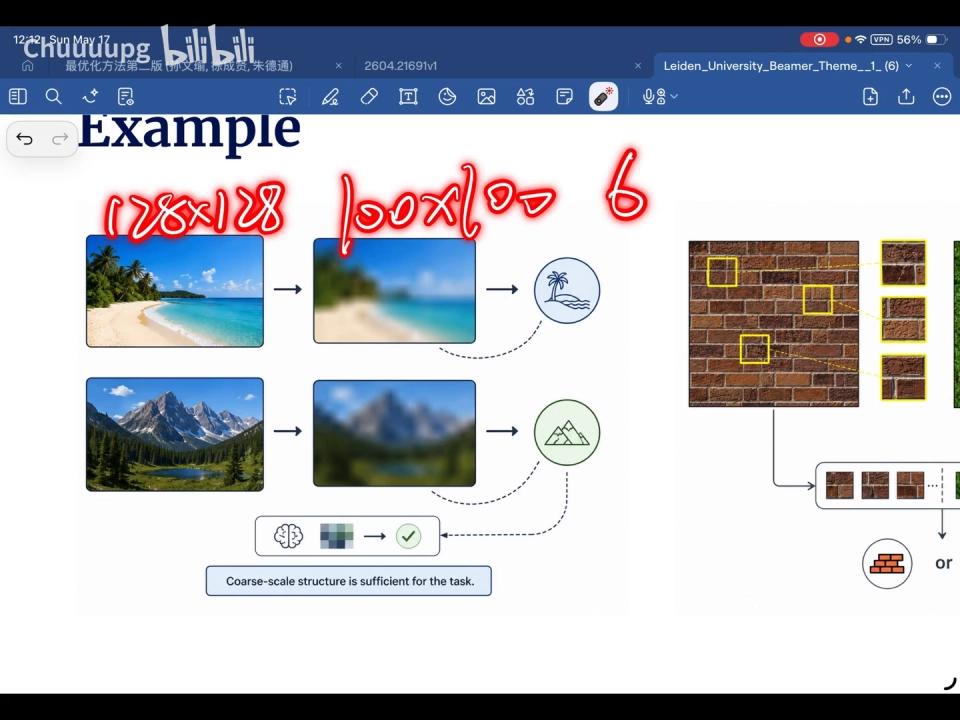 12:12 Sun May 17
Chuuuupg bilibili
VPN 56%
最优化方法第二版 (孙文瑜, 徐成贤, 朱德通)
2604.21691v1
Leiden_University_Beamer_Theme__1_ (6)
Example
128x128 100x100 6
or
Coarse-scale structure is sufficient for the task.